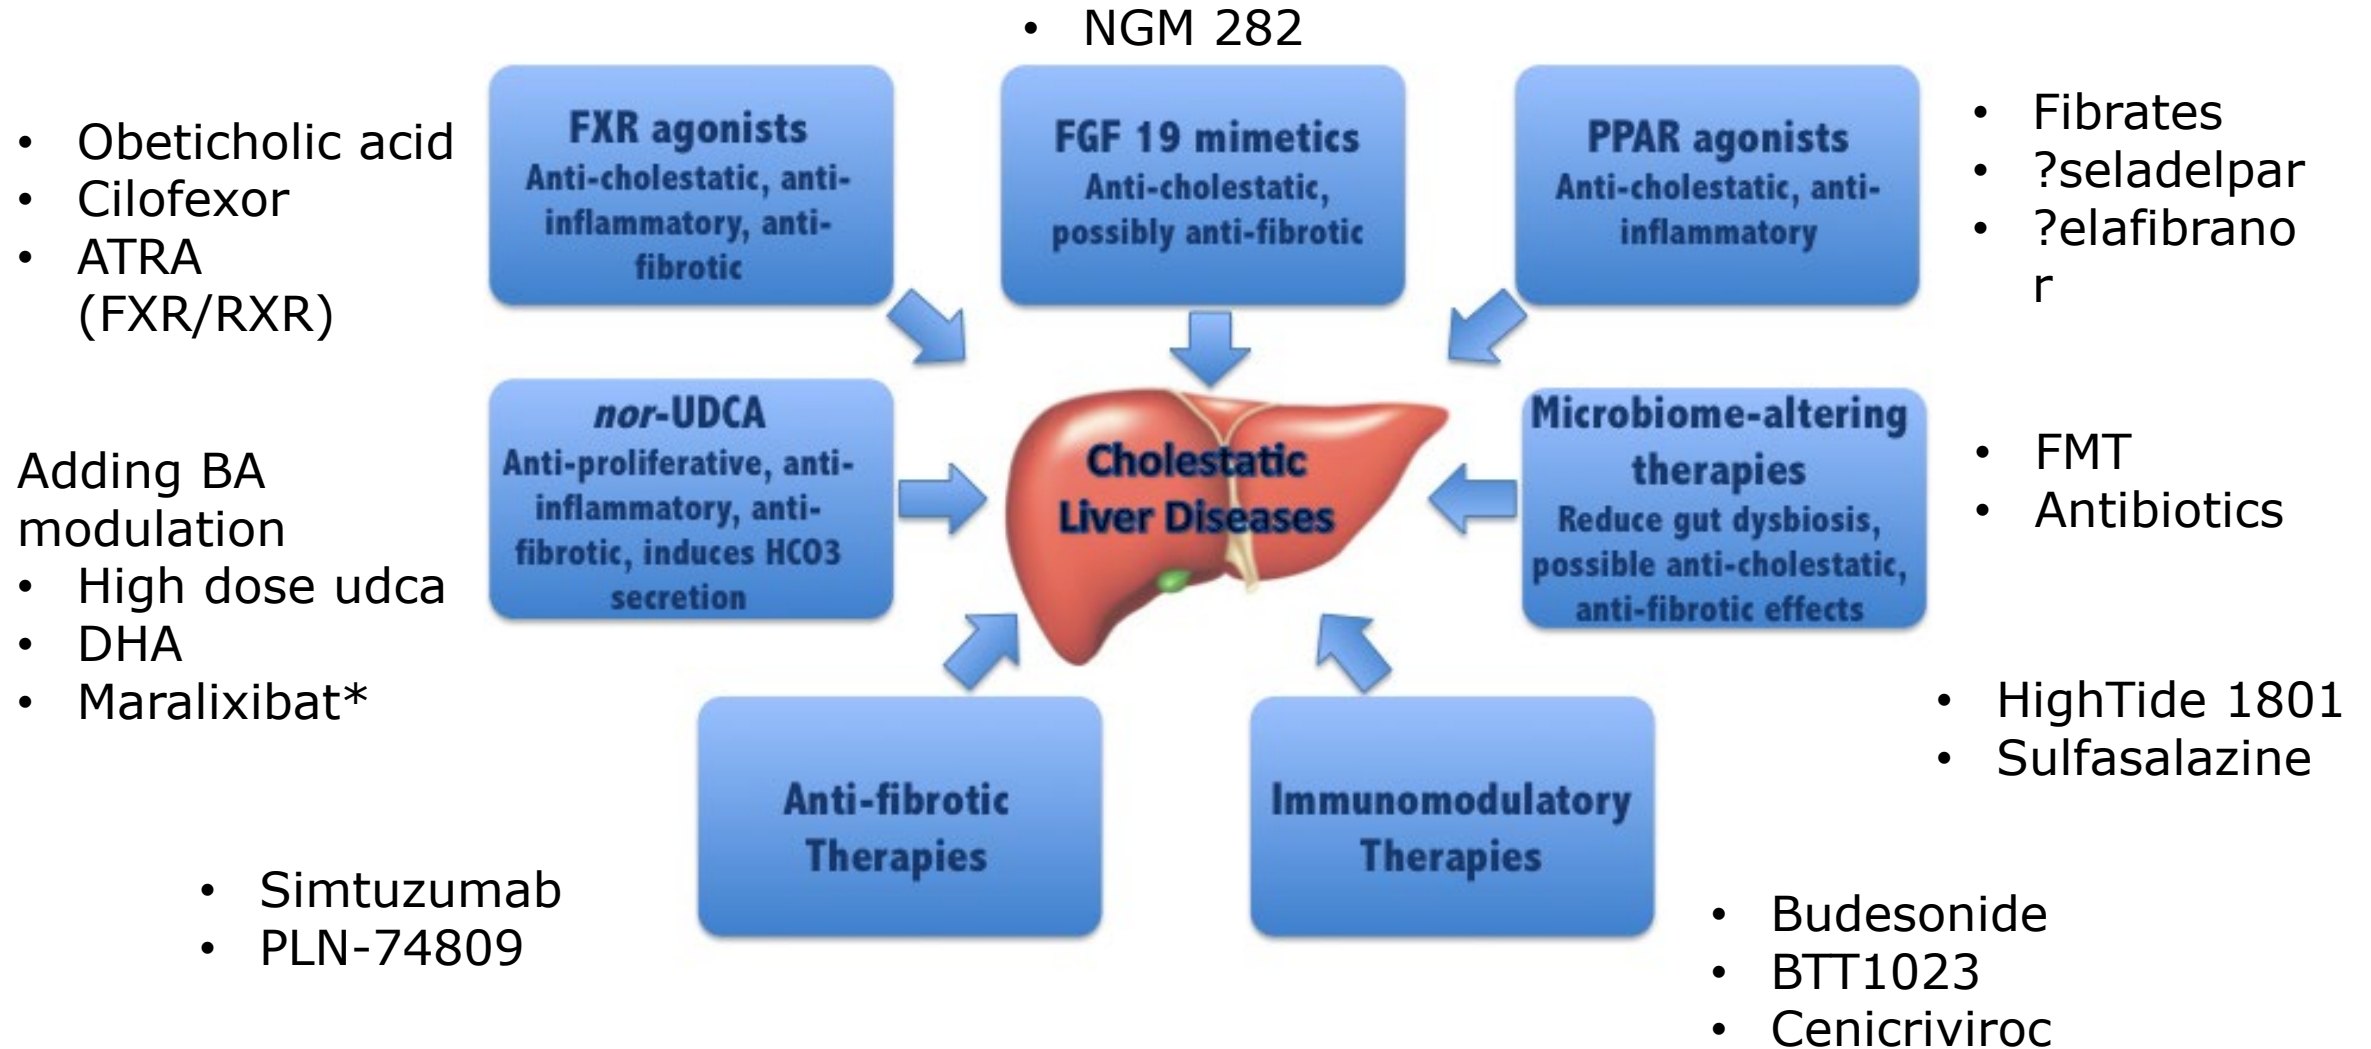 • NGM 282
• Obeticholic acid
• Cilofexor
• ATRA
(FXR/RXR)
FXR agonists
Anti-cholestatic, anti-
inflammatory, anti-
fibrotic
FGF 19 mimetics
Anti-cholestatic,
possibly anti-fibrotic
PPAR agonists
Anti-cholestatic, anti-
inflammatory
• Fibrates
• ?seladelpar
• ?elafibrano
r
Adding BA
modulation
• High dose udca
• DHA
• Maralixibat*
nor-UDCA
Anti-proliferative, anti-
inflammatory, anti-
fibrotic, induces HCO3
secretion
Cholestatic
Liver Diseases
Microbiome-altering
therapies
Reduce gut dysbiosis,
possible anti-cholestatic,
anti-fibrotic effects
• FMT
• Antibiotics
• HighTide 1801
• Sulfasalazine
• Simtuzumab
• PLN-74809
Anti-fibrotic
Therapies
Immunomodulatory
Therapies
• Budesonide
• BTT1023
• Cenicriviroc